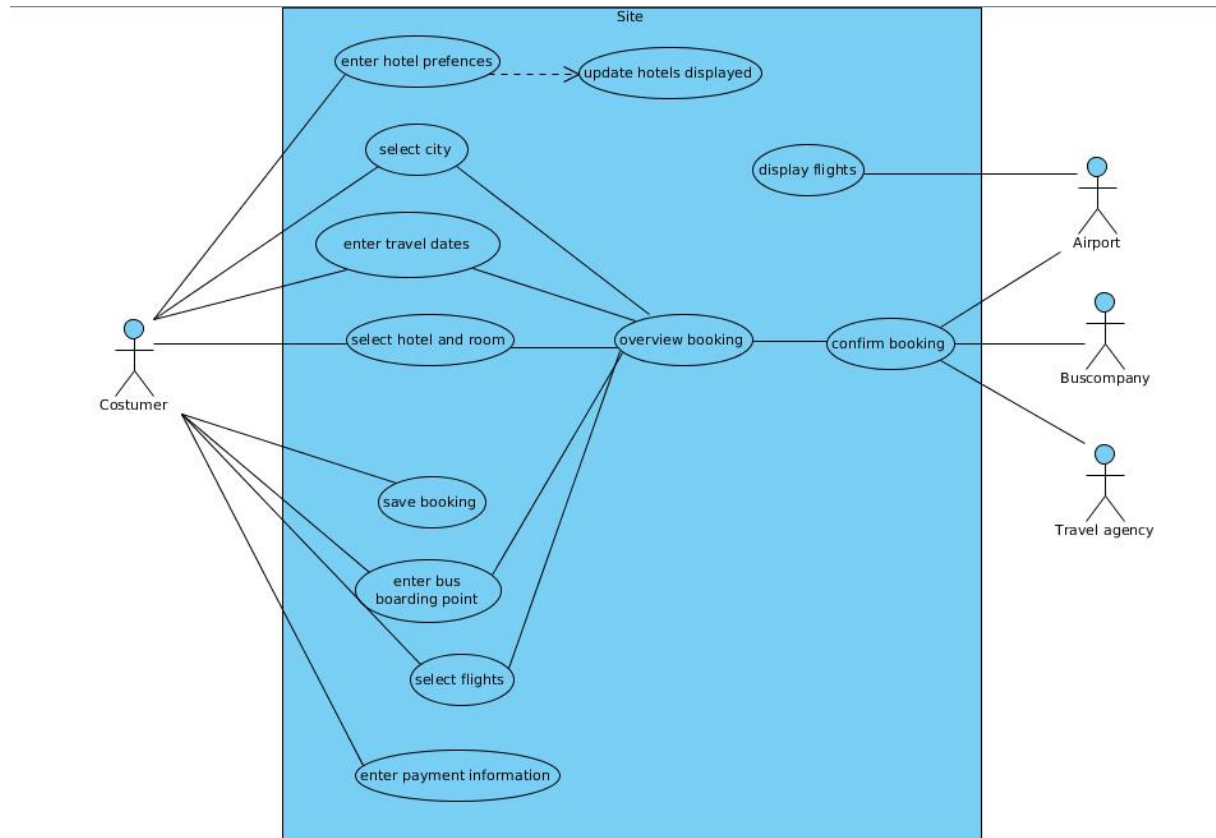 Site
enter hotel prefences
update hotels displayed
select city
display flights
enter travel dates
Airport
select hotel and room
overview booking
confirm booking
Buscompany
Costumer
save booking
Travel agency
enter bus
boarding point
select flights
enter payment information